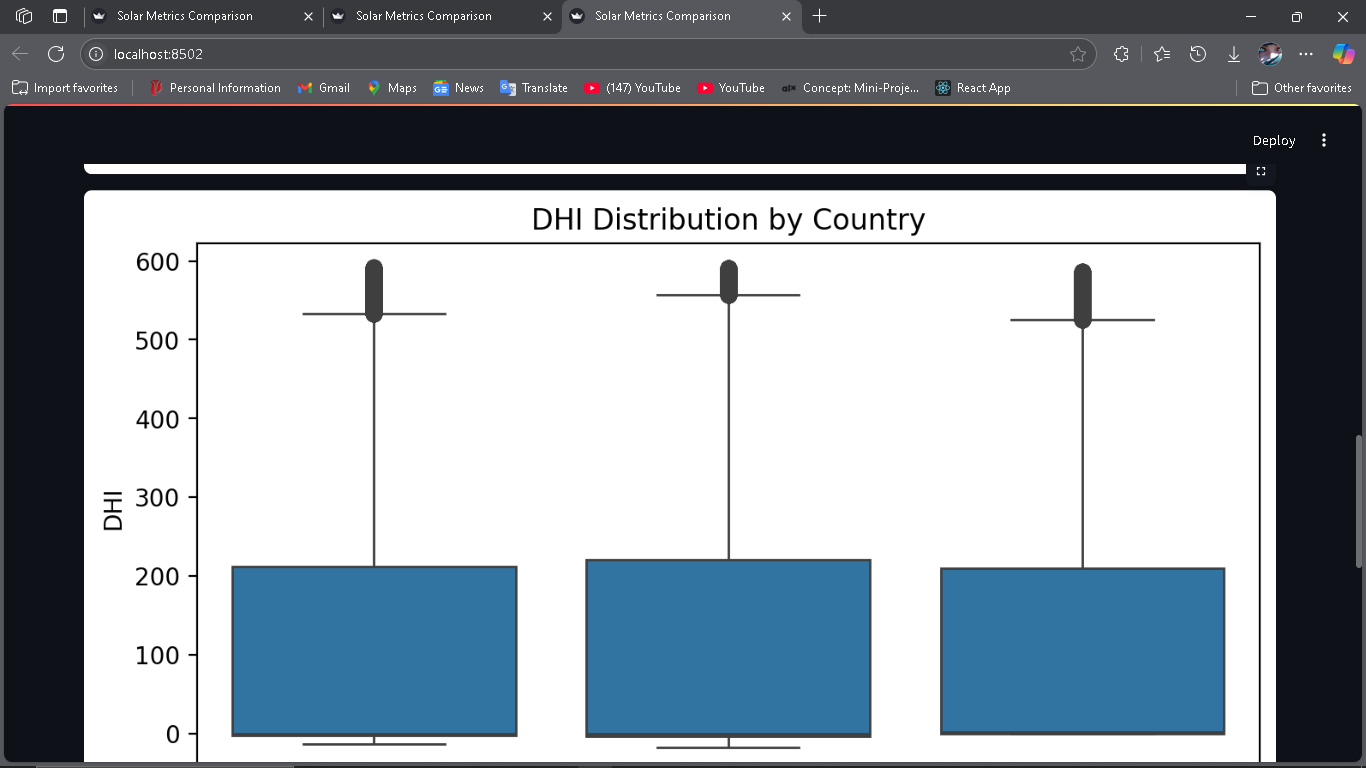 Solar Metrics Comparison
Solar Metrics Comparison
Solar Metrics Comparison
localhost:8502
Import favorites
Personal Information
Gmail
Maps
News
Translate
(147) YouTube
YouTube
Concept: Mini-Proje...
React App
Other favorites
Deploy
DHI Distribution by Country
600
500
400
300
200
100
0
DHI